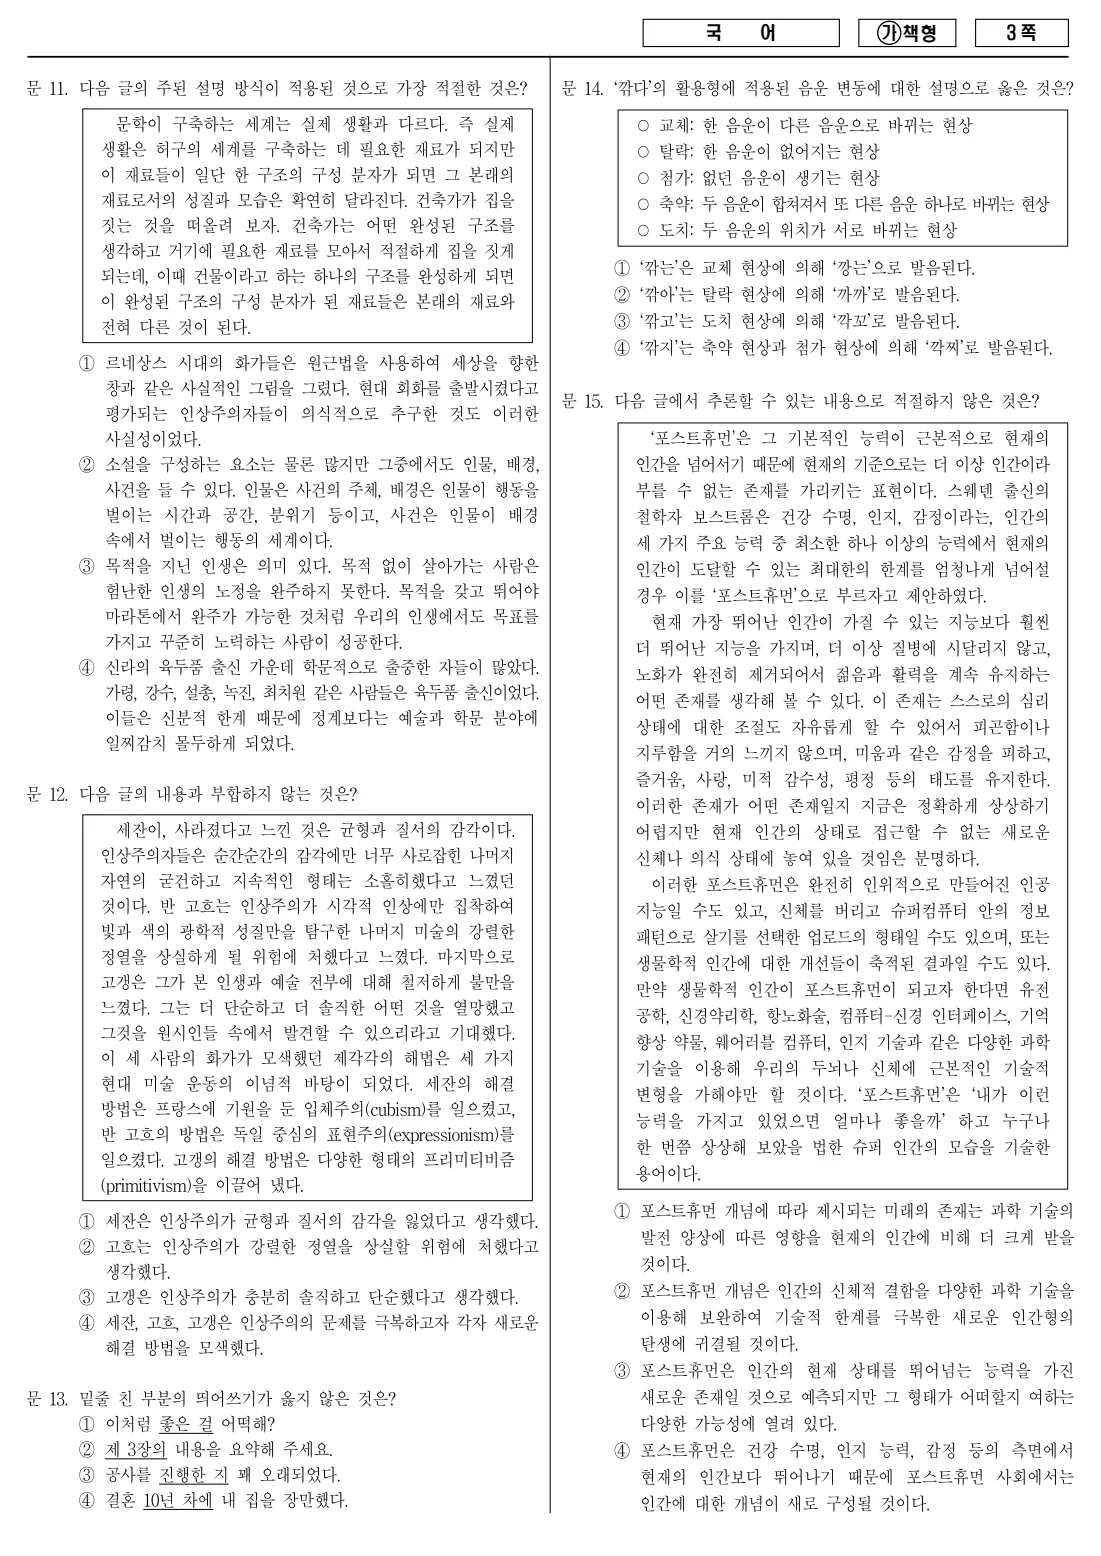 국 어
㉮책형
3쪽
문 11. 다음 글의 주된 설명 방식이 적용된 것으로 가장 적절한 것은?
문학이 구축하는 세계는 실제 생활과 다르다. 즉 실제
생활은 허구의 세계를 구축하는 데 필요한 재료가 되지만
이 재료들이 일단 한 구조의 구성 분자가 되면 그 본래의
재료로서의 성질과 모습은 확연히 달라진다. 건축가가 집을
짓는 것을 떠올려 보자. 건축가는 어떤 완성된 구조를
생각하고 거기에 필요한 재료를 모아서 적절하게 집을 짓게
되는데, 이때 건물이라고 하는 하나의 구조를 완성하게 되면
이 완성된 구조의 구성 분자가 된 재료들은 본래의 재료와
전혀 다른 것이 된다.
① 르네상스 시대의 화가들은 원근법을 사용하여 세상을 향한
창과 같은 사실적인 그림을 그렸다. 현대 회화를 출발시켰다고
평가되는 인상주의자들이 의식적으로 추구한 것도 이러한
사실성이었다.
② 소설을 구성하는 요소는 물론 많지만 그중에서도 인물, 배경,
사건을 들 수 있다. 인물은 사건의 주체, 배경은 인물이 행동을
벌이는 시간과 공간, 분위기 등이고, 사건은 인물이 배경
속에서 벌이는 행동의 세계이다.
③ 목적을 지닌 인생은 의미 있다. 목적 없이 살아가는 사람은
험난한 인생의 노정을 완주하지 못한다. 목적을 갖고 뛰어야
마라톤에서 완주가 가능한 것처럼 우리의 인생에서도 목표를
가지고 꾸준히 노력하는 사람이 성공한다.
④ 신라의 육두품 출신 가운데 학문적으로 출중한 자들이 많았다.
가령, 강수, 설총, 녹진, 최치원 같은 사람들은 육두품 출신이었다.
이들은 신분적 한계 때문에 정계보다는 예술과 학문 분야에
일찌감치 몰두하게 되었다.
문 12. 다음 글의 내용과 부합하지 않는 것은?
세잔이, 사라졌다고 느낀 것은 균형과 질서의 감각이다.
인상주의자들은 순간순간의 감각에만 너무 사로잡힌 나머지
자연의 굳건하고 지속적인 형태는 소홀히했다고 느꼈던
것이다. 반 고흐는 인상주의가 시각적 인상에만 집착하여
빛과 색의 광학적 성질만을 탐구한 나머지 미술의 강렬한
정열을 상실하게 될 위험에 처했다고 느꼈다. 마지막으로
고갱은 그가 본 인생과 예술 전부에 대해 철저하게 불만을
느꼈다. 그는 더 단순하고 더 솔직한 어떤 것을 열망했고
그것을 원시인들 속에서 발견할 수 있으리라고 기대했다.
이 세 사람의 화가가 모색했던 제각각의 해법은 세 가지
현대 미술 운동의 이념적 바탕이 되었다. 세잔의 해결
방법은 프랑스에 기원을 둔 입체주의(cubism)를 일으켰고,
반 고흐의 방법은 독일 중심의 표현주의(expressionism)를
일으켰다. 고갱의 해결 방법은 다양한 형태의 프리미티비즘
(primitivism)을 이끌어 냈다.
① 세잔은 인상주의가 균형과 질서의 감각을 잃었다고 생각했다.
② 고흐는 인상주의가 강렬한 정열을 상실할 위험에 처했다고
생각했다.
③ 고갱은 인상주의가 충분히 솔직하고 단순했다고 생각했다.
④ 세잔, 고흐, 고갱은 인상주의의 문제를 극복하고자 각자 새로운
해결 방법을 모색했다.
문 13. 밑줄 친 부분의 띄어쓰기가 옳지 않은 것은?
① 이처럼 좋은 걸 어떡해?
② 제 3장의 내용을 요약해 주세요.
③ 공사를 진행한 지 꽤 오래되었다.
④ 결혼 10년 차에 내 집을 장만했다.
문 14. ‘깎다’의 활용형에 적용된 음운 변동에 대한 설명으로 옳은 것은?
○ 교체: 한 음운이 다른 음운으로 바뀌는 현상
○ 탈락: 한 음운이 없어지는 현상
○ 첨가: 없던 음운이 생기는 현상
○ 축약: 두 음운이 합쳐져서 또 다른 음운 하나로 바뀌는 현상
○ 도치: 두 음운의 위치가 서로 바뀌는 현상
① ‘깎는’은 교체 현상에 의해 ‘깡는’으로 발음된다.
② ‘깎아’는 탈락 현상에 의해 ‘까까’로 발음된다.
③ ‘깎고’는 도치 현상에 의해 ‘깍꼬’로 발음된다.
④ ‘깎지’는 축약 현상과 첨가 현상에 의해 ‘깍찌’로 발음된다.
문 15. 다음 글에서 추론할 수 있는 내용으로 적절하지 않은 것은?
‘포스트휴먼’은 그 기본적인 능력이 근본적으로 현재의
인간을 넘어서기 때문에 현재의 기준으로는 더 이상 인간이라
부를 수 없는 존재를 가리키는 표현이다. 스웨덴 출신의
철학자 보스트롬은 건강 수명, 인지, 감정이라는, 인간의
세 가지 주요 능력 중 최소한 하나 이상의 능력에서 현재의
인간이 도달할 수 있는 최대한의 한계를 엄청나게 넘어설
경우 이를 ‘포스트휴먼’으로 부르자고 제안하였다.
현재 가장 뛰어난 인간이 가질 수 있는 지능보다 훨씬
더 뛰어난 지능을 가지며, 더 이상 질병에 시달리지 않고,
노화가 완전히 제거되어서 젊음과 활력을 계속 유지하는
어떤 존재를 생각해 볼 수 있다. 이 존재는 스스로의 심리
상태에 대한 조절도 자유롭게 할 수 있어서 피곤함이나
지루함을 거의 느끼지 않으며, 미움과 같은 감정을 피하고,
즐거움, 사랑, 미적 감수성, 평정 등의 태도를 유지한다.
이러한 존재가 어떤 존재일지 지금은 정확하게 상상하기
어렵지만 현재 인간의 상태로 접근할 수 없는 새로운
신체나 의식 상태에 놓여 있을 것임은 분명하다.
이러한 포스트휴먼은 완전히 인위적으로 만들어진 인공
지능일 수도 있고, 신체를 버리고 슈퍼컴퓨터 안의 정보
패턴으로 살기를 선택한 업로드의 형태일 수도 있으며, 또는
생물학적 인간에 대한 개선들이 축적된 결과일 수도 있다.
만약 생물학적 인간이 포스트휴먼이 되고자 한다면 유전
공학, 신경약리학, 항노화술, 컴퓨터-신경 인터페이스, 기억
향상 약물, 웨어러블 컴퓨터, 인지 기술과 같은 다양한 과학
기술을 이용해 우리의 두뇌나 신체에 근본적인 기술적
변형을 가해야만 할 것이다. ‘포스트휴먼’은 ‘내가 이런
능력을 가지고 있었으면 얼마나 좋을까’ 하고 누구나
한 번쯤 상상해 보았을 법한 슈퍼 인간의 모습을 기술한
용어이다.
① 포스트휴먼 개념에 따라 제시되는 미래의 존재는 과학 기술의
발전 양상에 따른 영향을 현재의 인간에 비해 더 크게 받을
것이다.
② 포스트휴먼 개념은 인간의 신체적 결함을 다양한 과학 기술을
이용해 보완하여 기술적 한계를 극복한 새로운 인간형의
탄생에 귀결될 것이다.
③ 포스트휴먼은 인간의 현재 상태를 뛰어넘는 능력을 가진
새로운 존재일 것으로 예측되지만 그 형태가 어떠할지 여하는
다양한 가능성에 열려 있다.
④ 포스트휴먼은 건강 수명, 인지 능력, 감정 등의 측면에서
현재의 인간보다 뛰어나기 때문에 포스트휴먼 사회에서는
인간에 대한 개념이 새로 구성될 것이다.